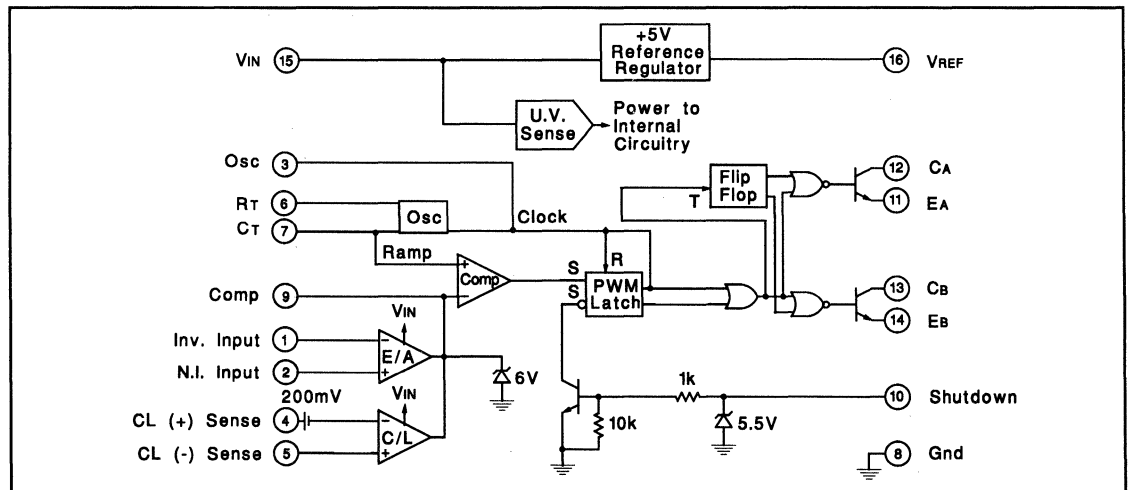 +5V
Reference
Regulator
VIN 15
16 VREF
U.V.
Sense
Power to
Internal
Circuitry
Osc 3
RT 6
CT 7
Osc
Clock
Ramp
Flip
Flop
T
12 CA
11 EA
Comp
S
R
S
PWM
Latch
Comp 9
13 CB
14 EB
VIN
Inv. Input 1
N.I. Input 2
E/A
6V
200mV
VIN
CL (+) Sense 4
CL (-) Sense 5
C/L
1k
10k
5.5V
10 Shutdown
8 Gnd